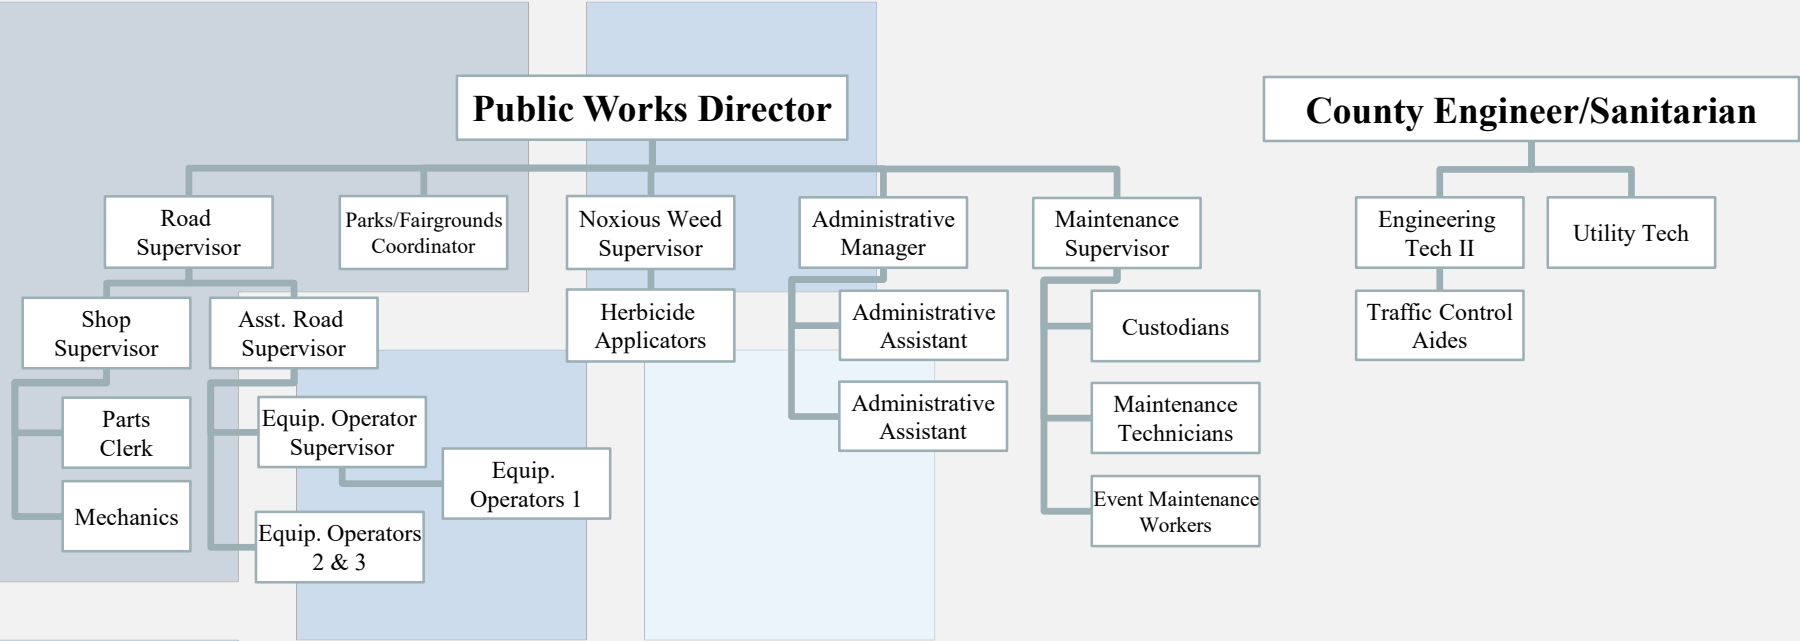 Public Works Director
County Engineer/Sanitarian
Road
Supervisor
Parks/Fairgrounds
Coordinator
Noxious Weed
Supervisor
Administrative
Manager
Maintenance
Supervisor
Engineering
Tech II
Utility Tech
Shop
Supervisor
Asst. Road
Supervisor
Herbicide
Applicators
Administrative
Assistant
Custodians
Traffic Control
Aides
Parts
Clerk
Equip. Operator
Supervisor
Administrative
Assistant
Maintenance
Technicians
Equip.
Operators 1
Mechanics
Equip. Operators
2 & 3
Event Maintenance
Workers